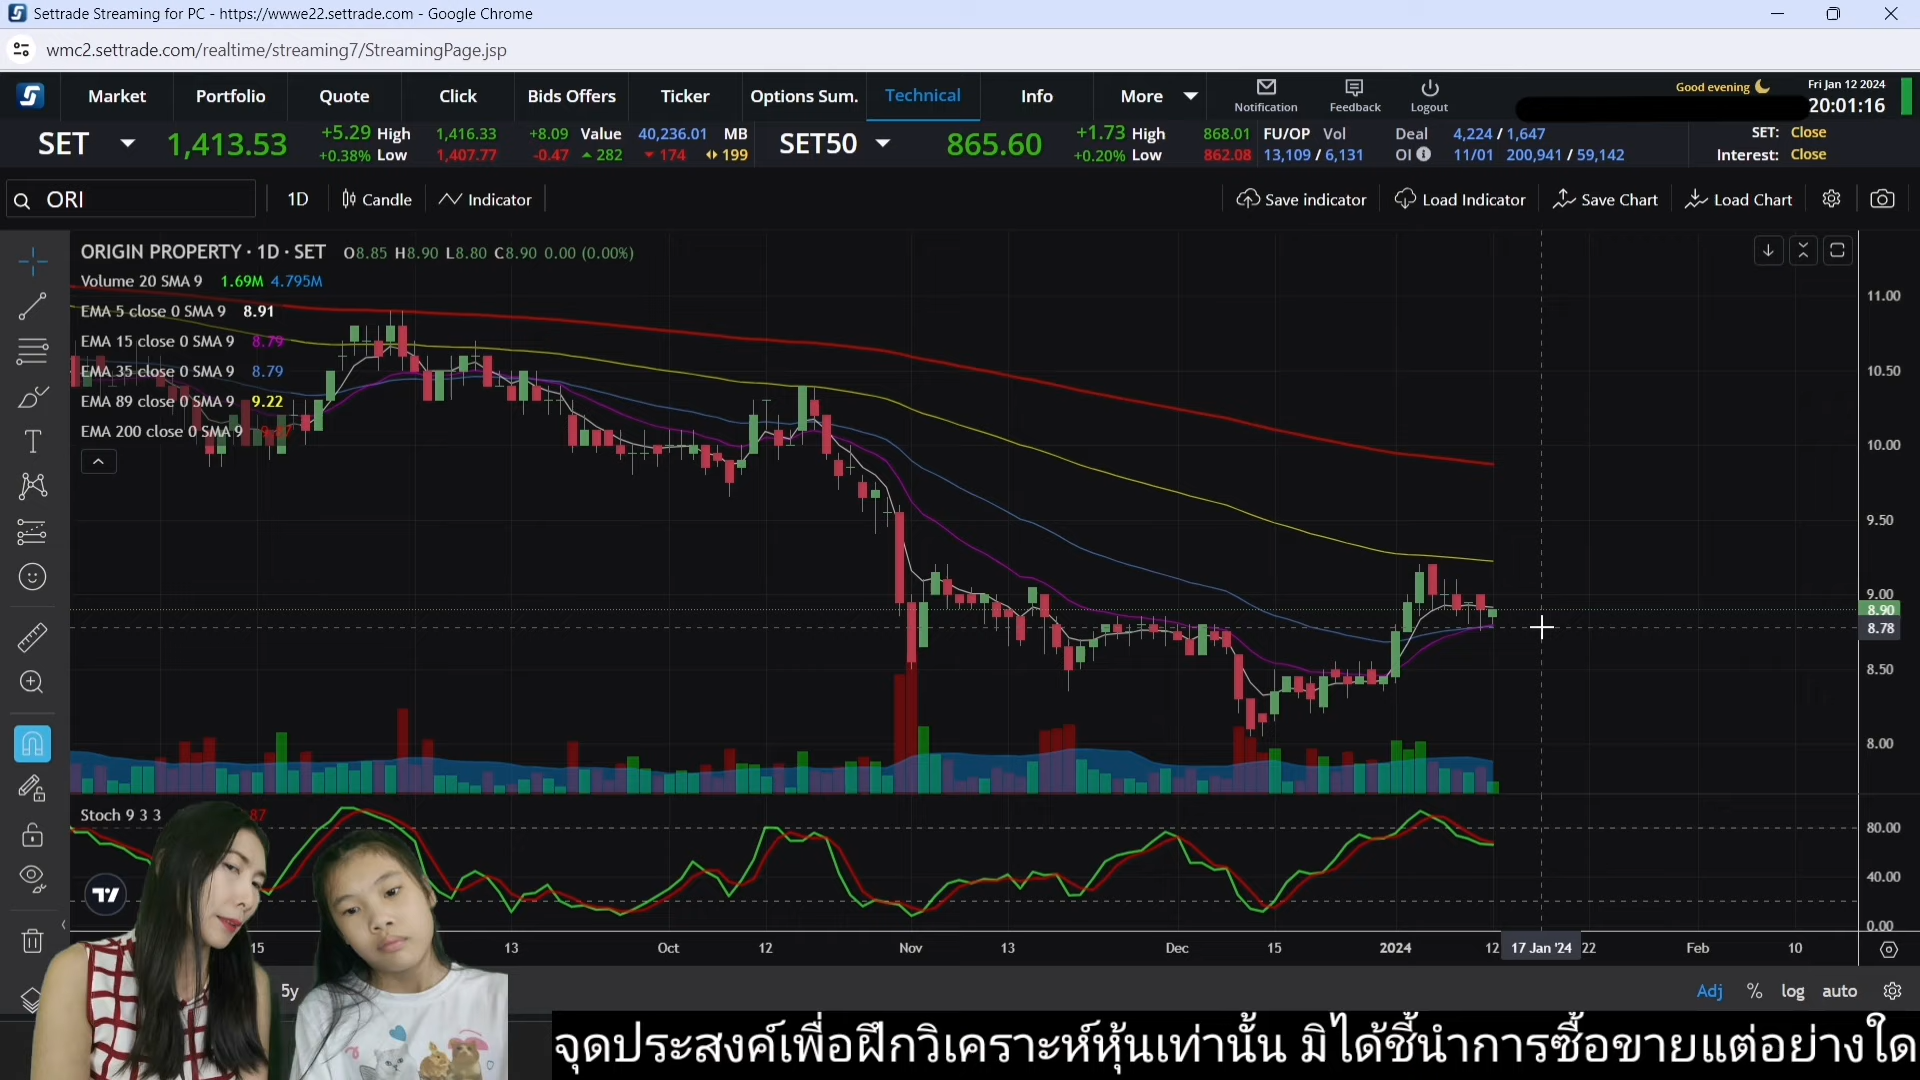 Settrade Streaming for PC - https://wwwe22.settrade.com - Google Chrome
wmc2.settrade.com/realtime/streaming7/StreamingPage.jsp
Market Portfolio Quote Click Bids Offers Ticker Options Sum. Technical Info More Notification Feedback Logout Good evening Fri Jan 12 2024 20:01:16
SET 1,413.53 +5.29 High 1,416.33 +8.09 Value 40,236.01 MB SET50 865.60 +1.73 High 868.01 FU/OP Vol Deal 4,224 / 1,647 SET: Close
+0.38% Low 1,407.77 -0.47 282 174 199 +0.20% Low 862.08 13,109 / 6,131 OI 11/01 200,941 / 59,142 Interest: Close
ORI 1D Candle Indicator Save indicator Load Indicator Save Chart Load Chart
ORIGIN PROPERTY · 1D · SET O8.85 H8.90 L8.80 C8.90 0.00 (0.00%)
Volume 20 SMA 9 1.69M 4.795M
EMA 5 close 0 SMA 9 8.91
EMA 15 close 0 SMA 9 8.79
EMA 35 close 0 SMA 9 8.79
EMA 89 close 0 SMA 9 9.22
EMA 200 close 0 SMA 9
11.00
10.50
10.00
9.50
9.00
8.90
8.78
8.50
8.00
Stoch 9 3 3 87
80.00
40.00
0.00
15 13 Oct 12 Nov 13 Dec 15 2024 12 17 Jan '24 22 Feb 10
5y Adj % log auto
จุดประสงค์เพื่อฝึกวิเคราะห์หุ้นเท่านั้น มิได้ชี้นำการซื้อขายแต่อย่างใด